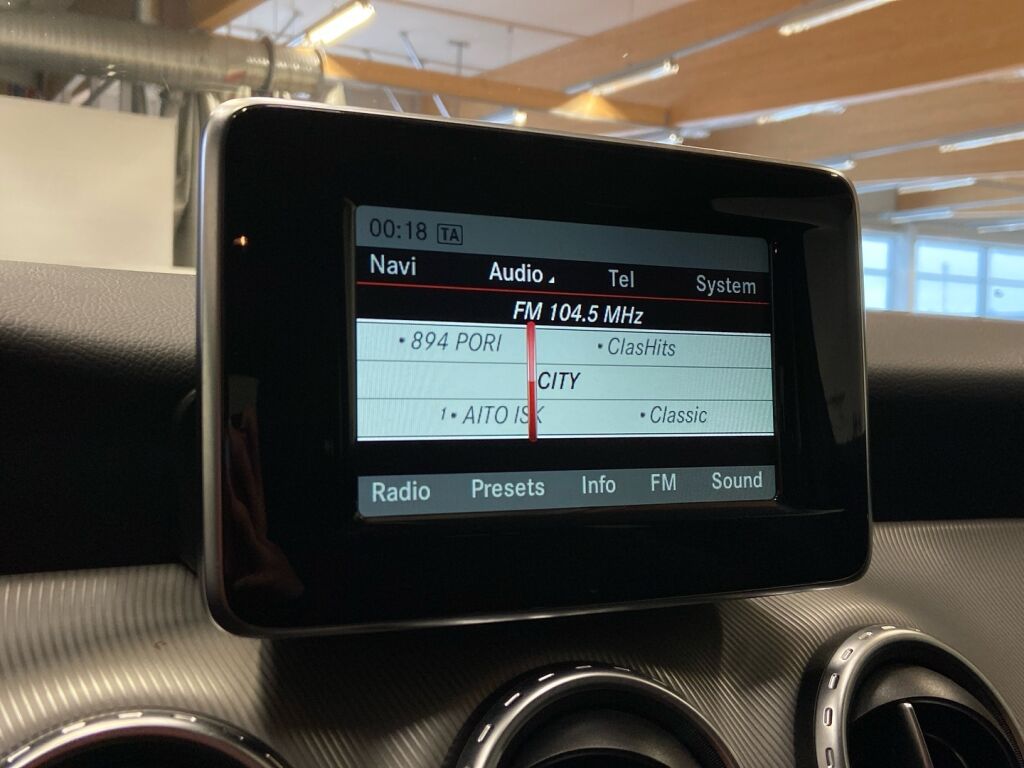 00:18 TA
Navi Audio Tel System
FM 104.5 MHz
•894 PORI •ClasHits
CITY
1•AITO ISK •Classic
Radio Presets Info FM Sound